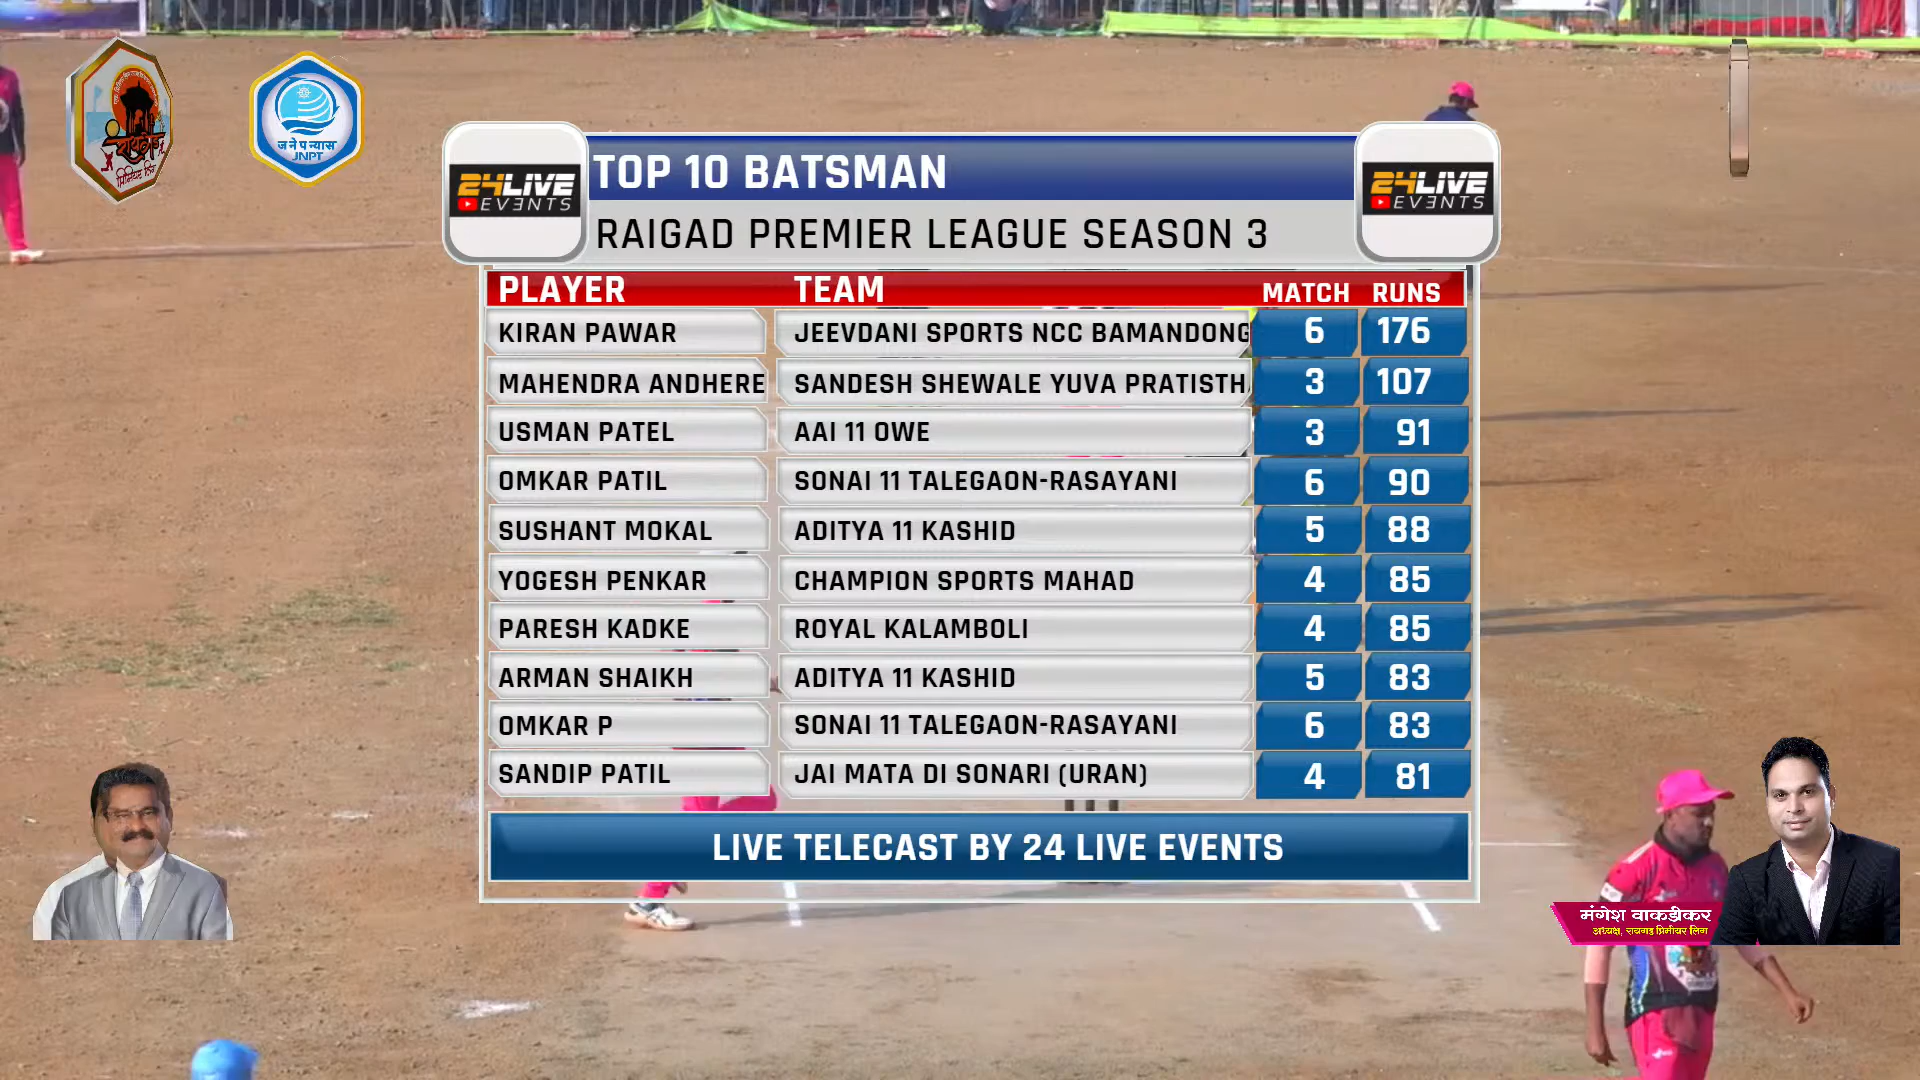 जनेप न्यास
JNPT
24LIVE
EVENTS
TOP 10 BATSMAN
RAIGAD PREMIER LEAGUE SEASON 3
24LIVE
EVENTS
PLAYER TEAM MATCH RUNS
KIRAN PAWAR JEEVDANI SPORTS NCC BAMANDONG 6 176
MAHENDRA ANDHERE SANDESH SHEWALE YUVA PRATISTH 3 107
USMAN PATEL AAI 11 OWE 3 91
OMKAR PATIL SONAI 11 TALEGAON-RASAYANI 6 90
SUSHANT MOKAL ADITYA 11 KASHID 5 88
YOGESH PENKAR CHAMPION SPORTS MAHAD 4 85
PARESH KADKE ROYAL KALAMBOLI 4 85
ARMAN SHAIKH ADITYA 11 KASHID 5 83
OMKAR P SONAI 11 TALEGAON-RASAYANI 6 83
SANDIP PATIL JAI MATA DI SONARI (URAN) 4 81
LIVE TELECAST BY 24 LIVE EVENTS
मंगेश वाकडीकर
अध्यक्ष, रायगड प्रिमीयर लिग